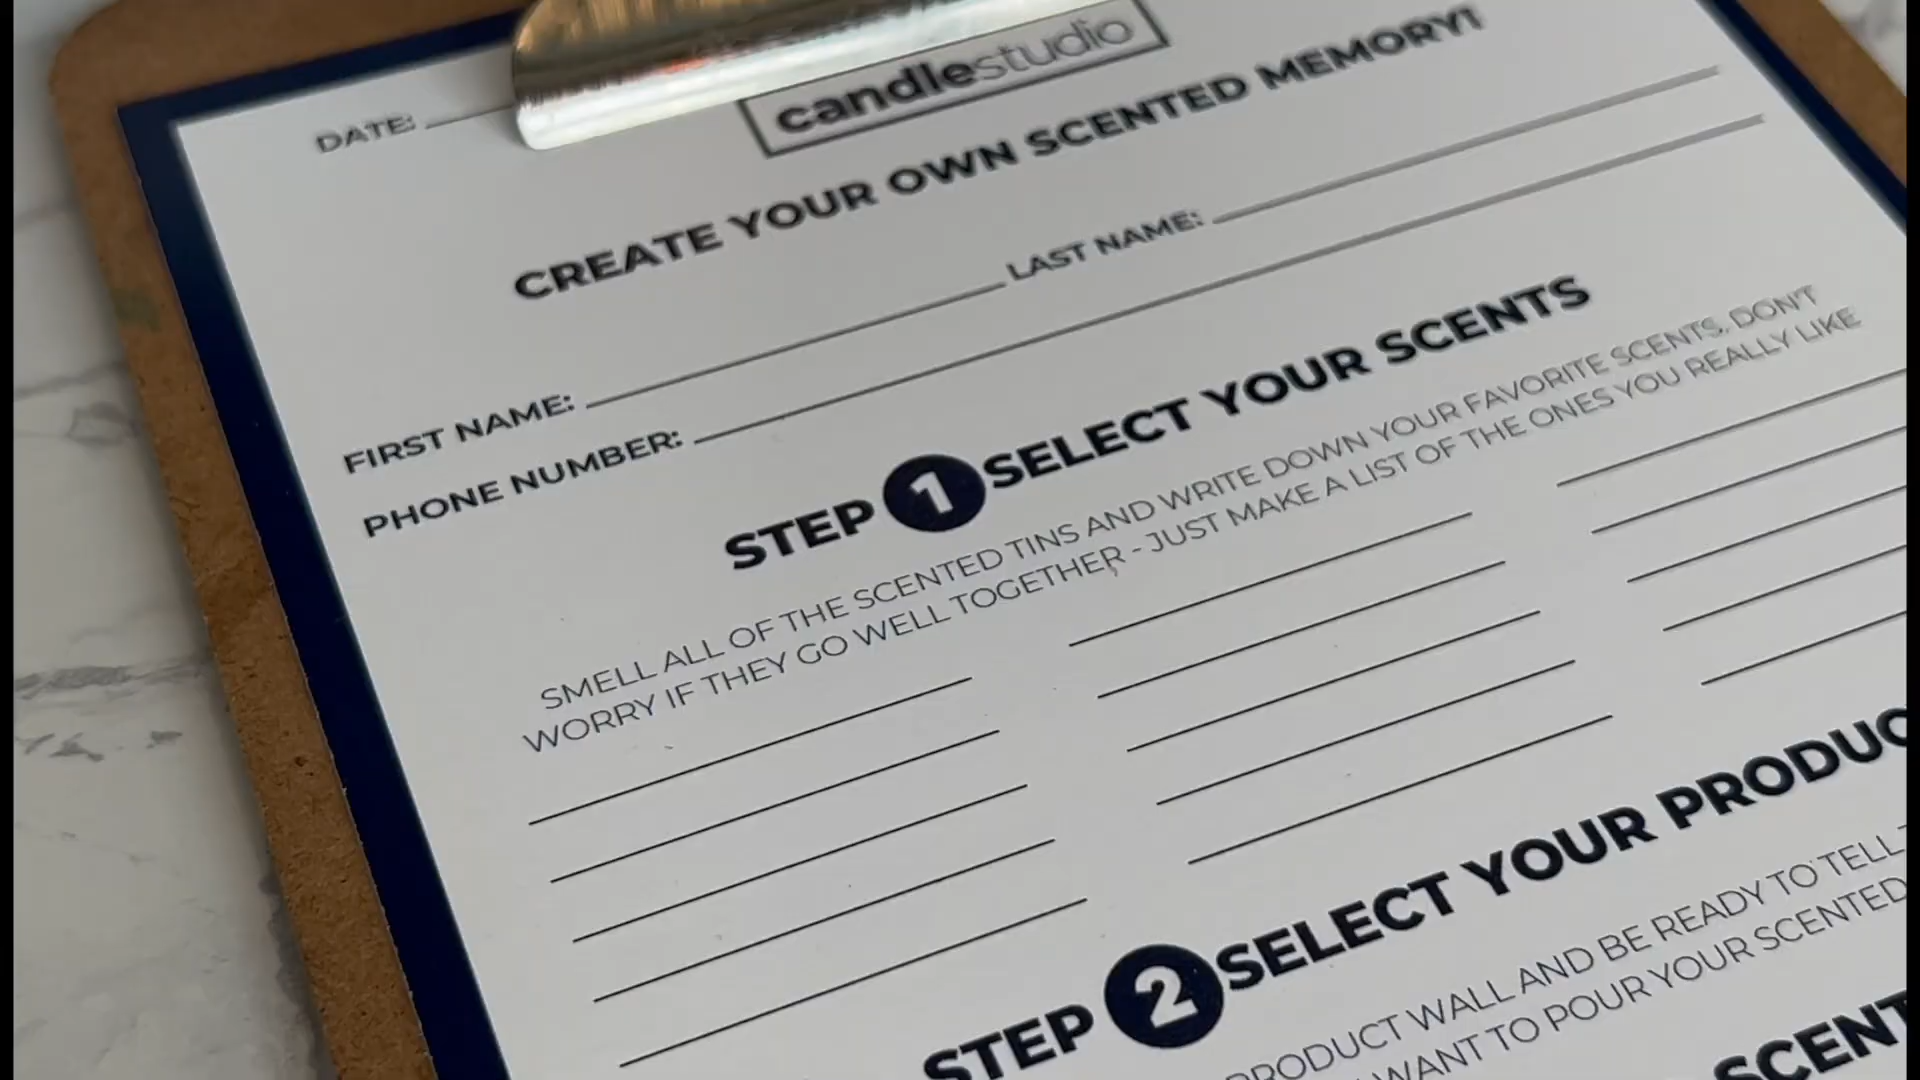 candlestudio
DATE:
CREATE YOUR OWN SCENTED MEMORY!
FIRST NAME: LAST NAME:
PHONE NUMBER:
STEP 1 SELECT YOUR SCENTS
SMELL ALL OF THE SCENTED TINS AND WRITE DOWN YOUR FAVORITE SCENTS, DON'T
WORRY IF THEY GO WELL TOGETHER - JUST MAKE A LIST OF THE ONES YOU REALLY LIKE
STEP 2 SELECT YOUR PRODUC
PRODUCT WALL AND BE READY TO TELL
WANT TO POUR YOUR SCENTED
SCENT